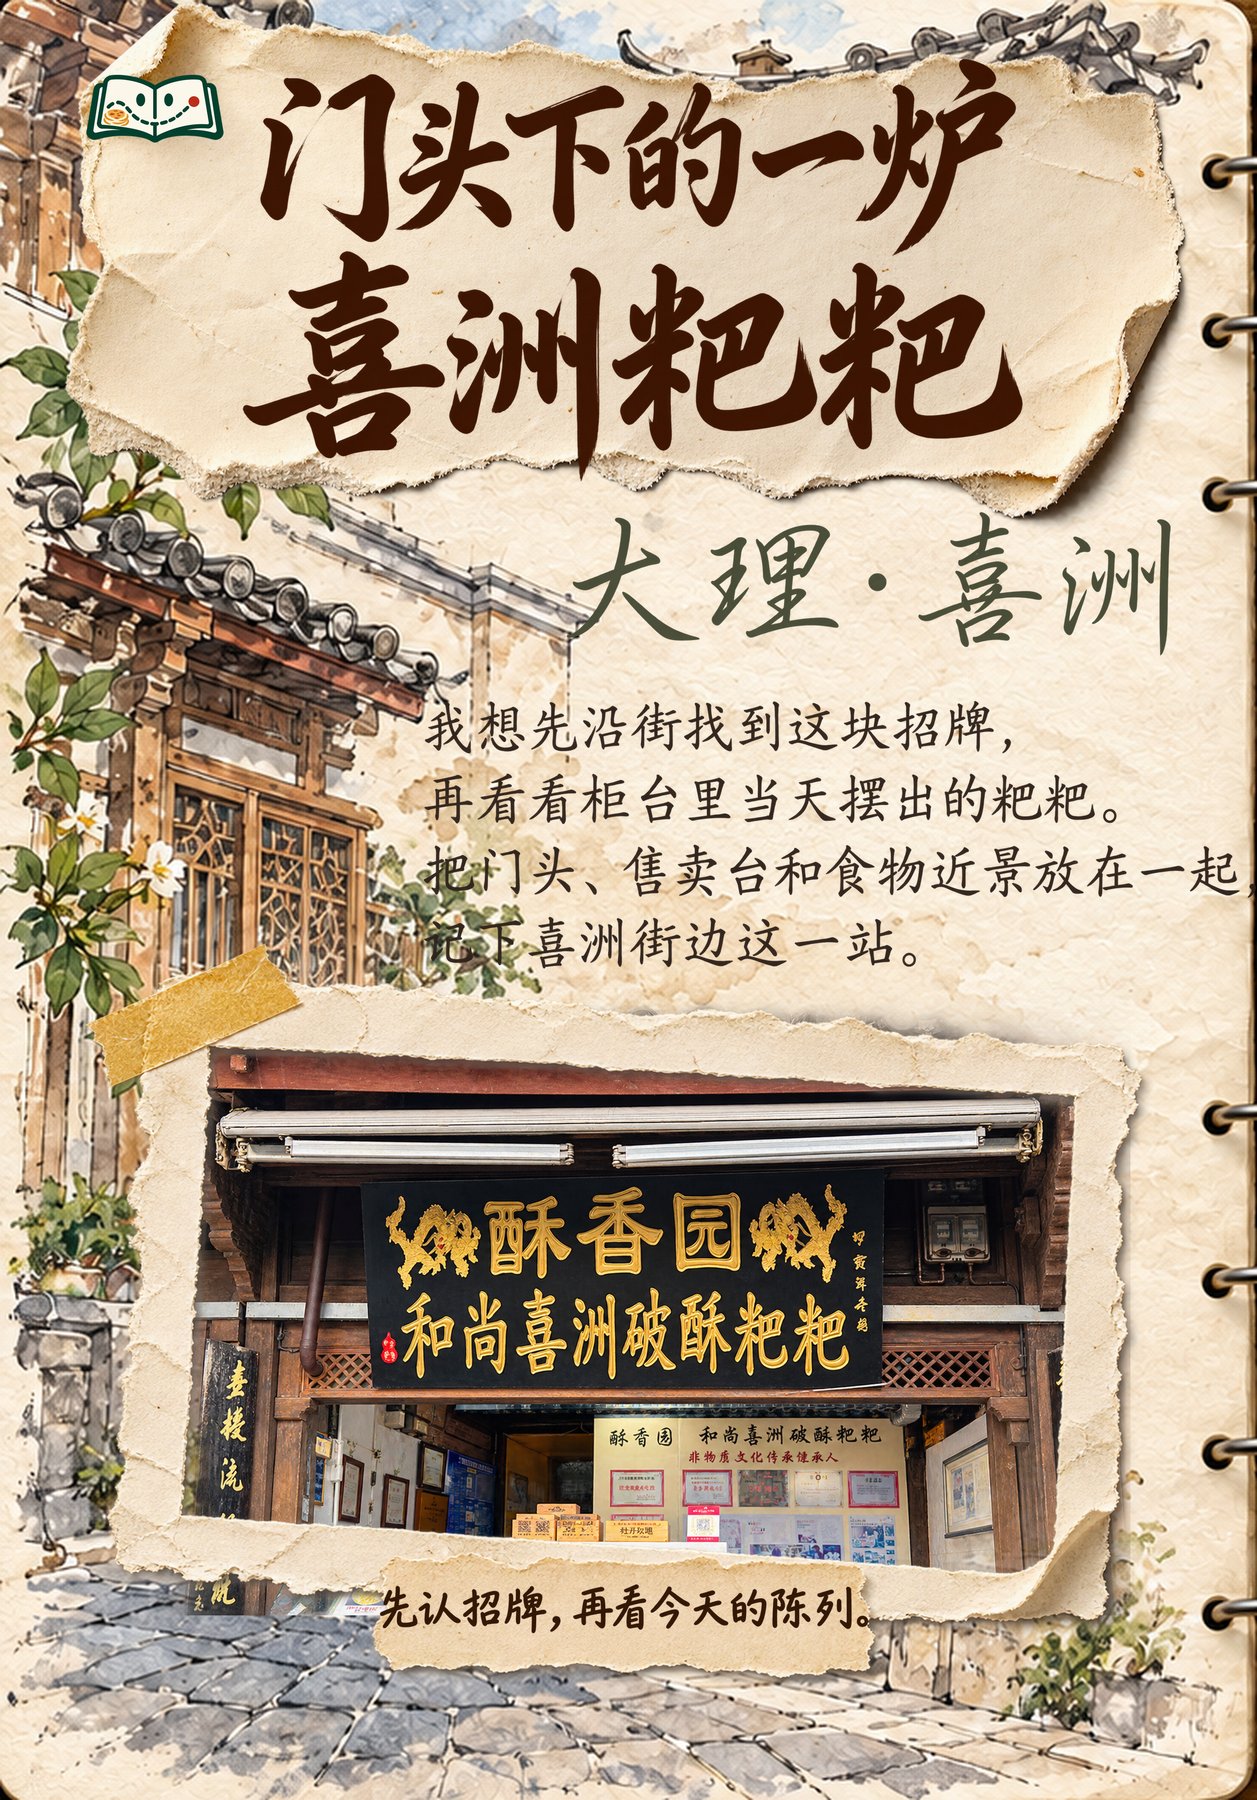 门头下的一炉
喜洲粑粑
大理·喜洲
我想先沿街找到这块招牌，
再看看柜台里当天摆出的粑粑。
把门头、售卖台和食物近景放在一起，
记下喜洲街边这一站。
酥香园
和尚喜洲破酥粑粑
酥香园 和尚喜洲破酥粑粑
非物质文化传承继承人
先认招牌，再看今天的陈列。